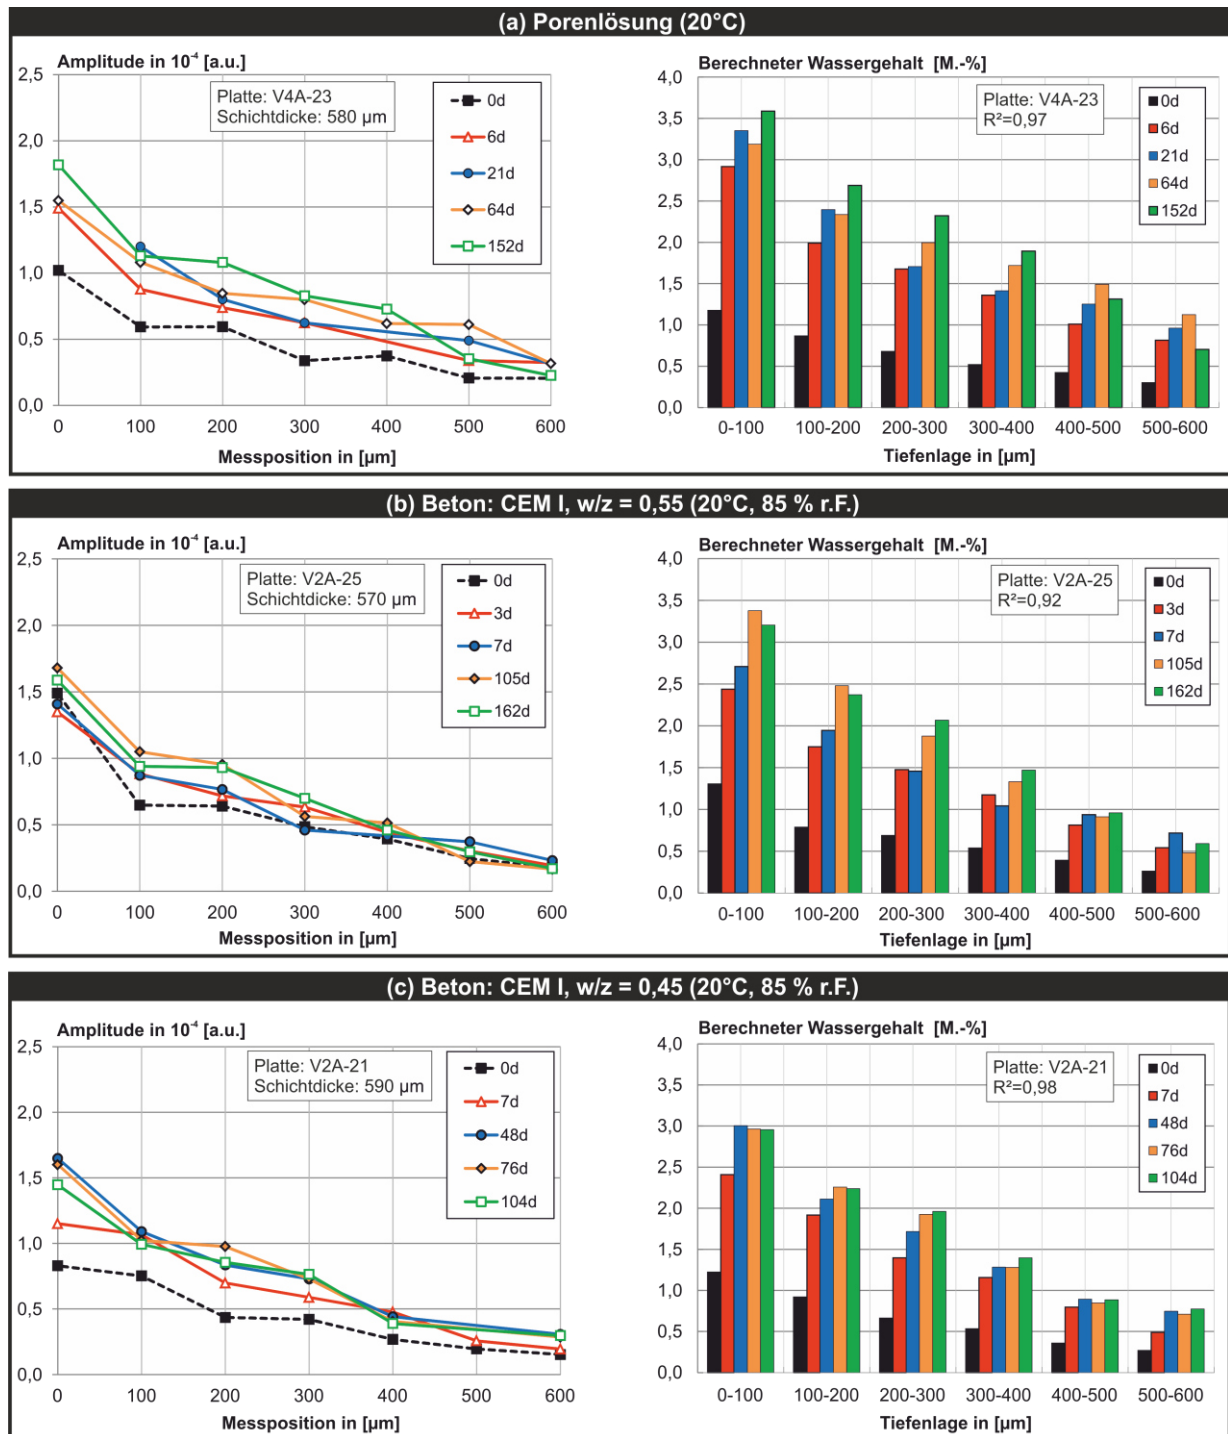 (a) Porenlösung (20°C)
Amplitude in 10⁻⁴ [a.u.]
2,5
2,0
1,5
1,0
0,5
0,0
Platte: V4A-23
Schichtdicke: 580 µm
0d
6d
21d
64d
152d
0 100 200 300 400 500 600
Messposition in [µm]
Berechneter Wassergehalt [M.-%]
4,0
3,5
3,0
2,5
2,0
1,5
1,0
0,5
0,0
Platte: V4A-23
R²=0,97
0d
6d
21d
64d
152d
0-100 100-200 200-300 300-400 400-500 500-600
Tiefenlage in [µm]
(b) Beton: CEM I, w/z = 0,55 (20°C, 85 % r.F.)
Amplitude in 10⁻⁴ [a.u.]
2,5
2,0
1,5
1,0
0,5
0,0
Platte: V2A-25
Schichtdicke: 570 µm
0d
3d
7d
105d
162d
0 100 200 300 400 500 600
Messposition in [µm]
Berechneter Wassergehalt [M.-%]
4,0
3,5
3,0
2,5
2,0
1,5
1,0
0,5
0,0
Platte: V2A-25
R²=0,92
0d
3d
7d
105d
162d
0-100 100-200 200-300 300-400 400-500 500-600
Tiefenlage in [µm]
(c) Beton: CEM I, w/z = 0,45 (20°C, 85 % r.F.)
Amplitude in 10⁻⁴ [a.u.]
2,5
2,0
1,5
1,0
0,5
0,0
Platte: V2A-21
Schichtdicke: 590 µm
0d
7d
48d
76d
104d
0 100 200 300 400 500 600
Messposition in [µm]
Berechneter Wassergehalt [M.-%]
4,0
3,5
3,0
2,5
2,0
1,5
1,0
0,5
0,0
Platte: V2A-21
R²=0,98
0d
7d
48d
76d
104d
0-100 100-200 200-300 300-400 400-500 500-600
Tiefenlage in [µm]